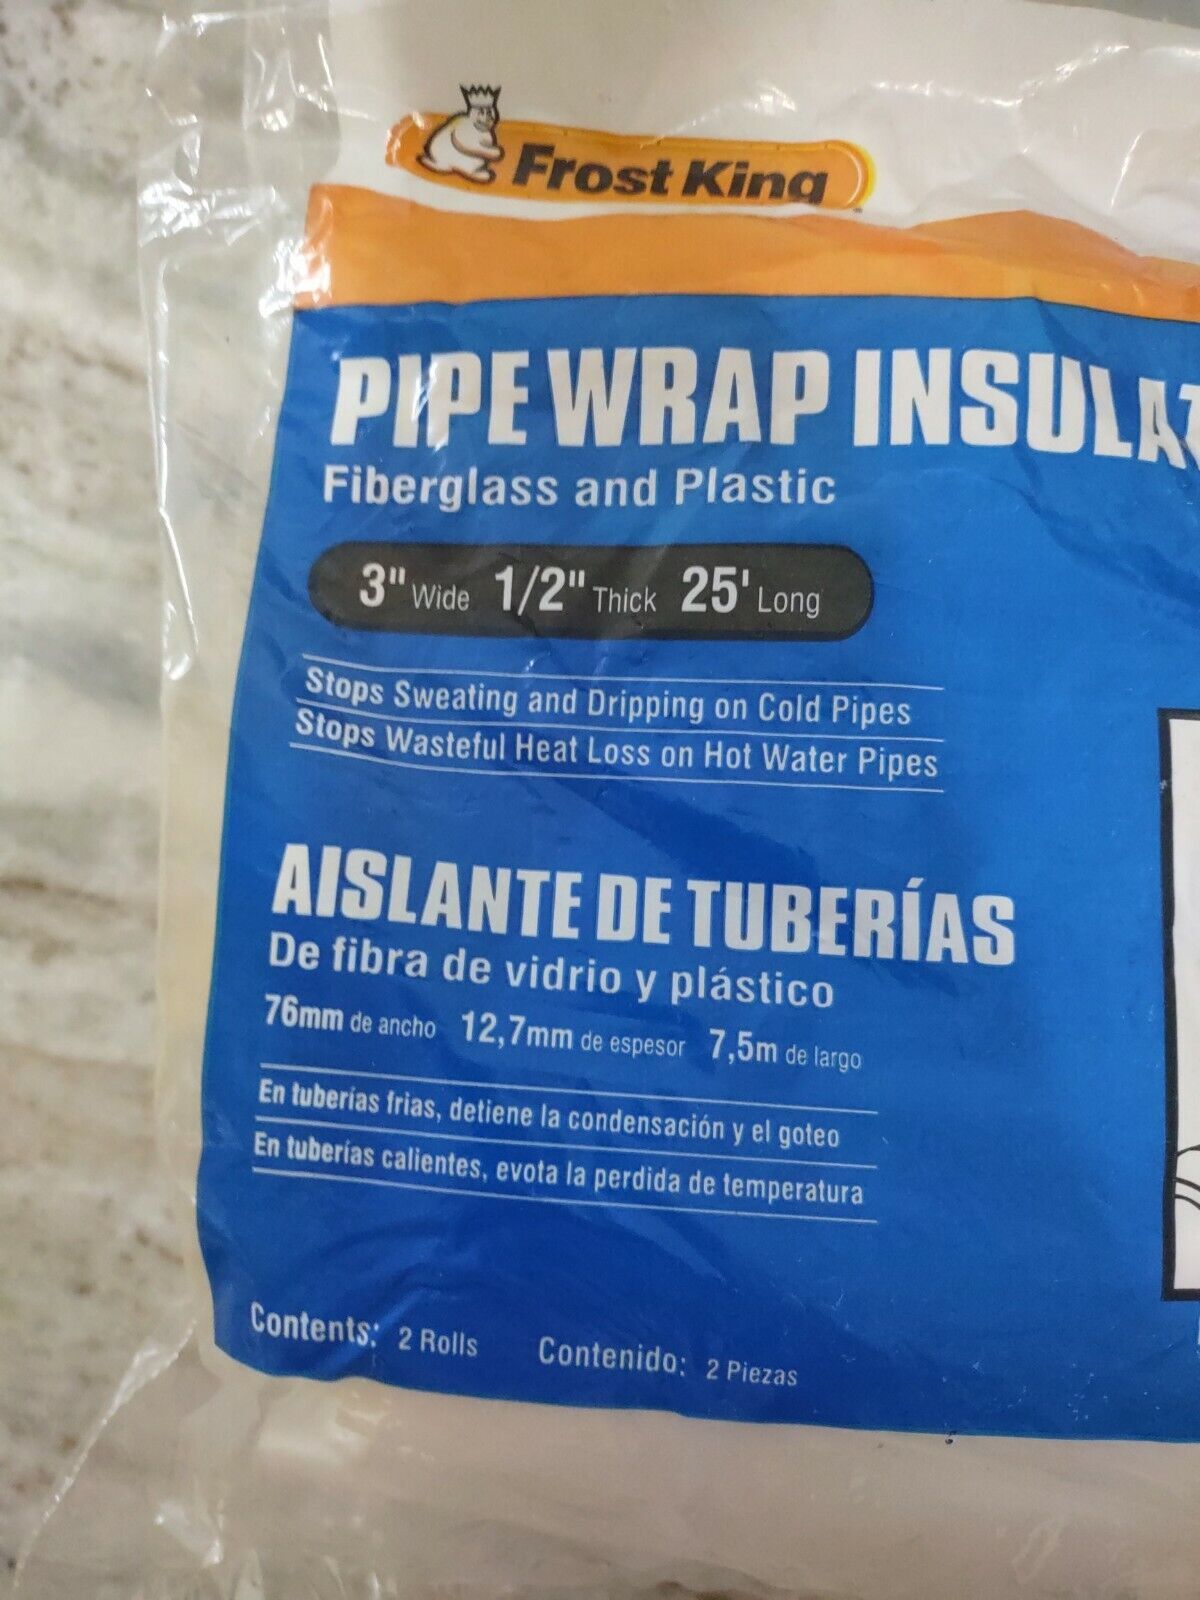 Frost King
PIPE WRAP INSULAT
Fiberglass and Plastic
3" Wide 1/2" Thick 25' Long
Stops Sweating and Dripping on Cold Pipes
Stops Wasteful Heat Loss on Hot Water Pipes
AISLANTE DE TUBERÍAS
De fibra de vidrio y plástico
76mm de ancho 12,7mm de espesor 7,5m de largo
En tuberías frias, detiene la condensación y el goteo
En tuberías calientes, evota la perdida de temperatura
Contents: 2 Rolls Contenido: 2 Piezas